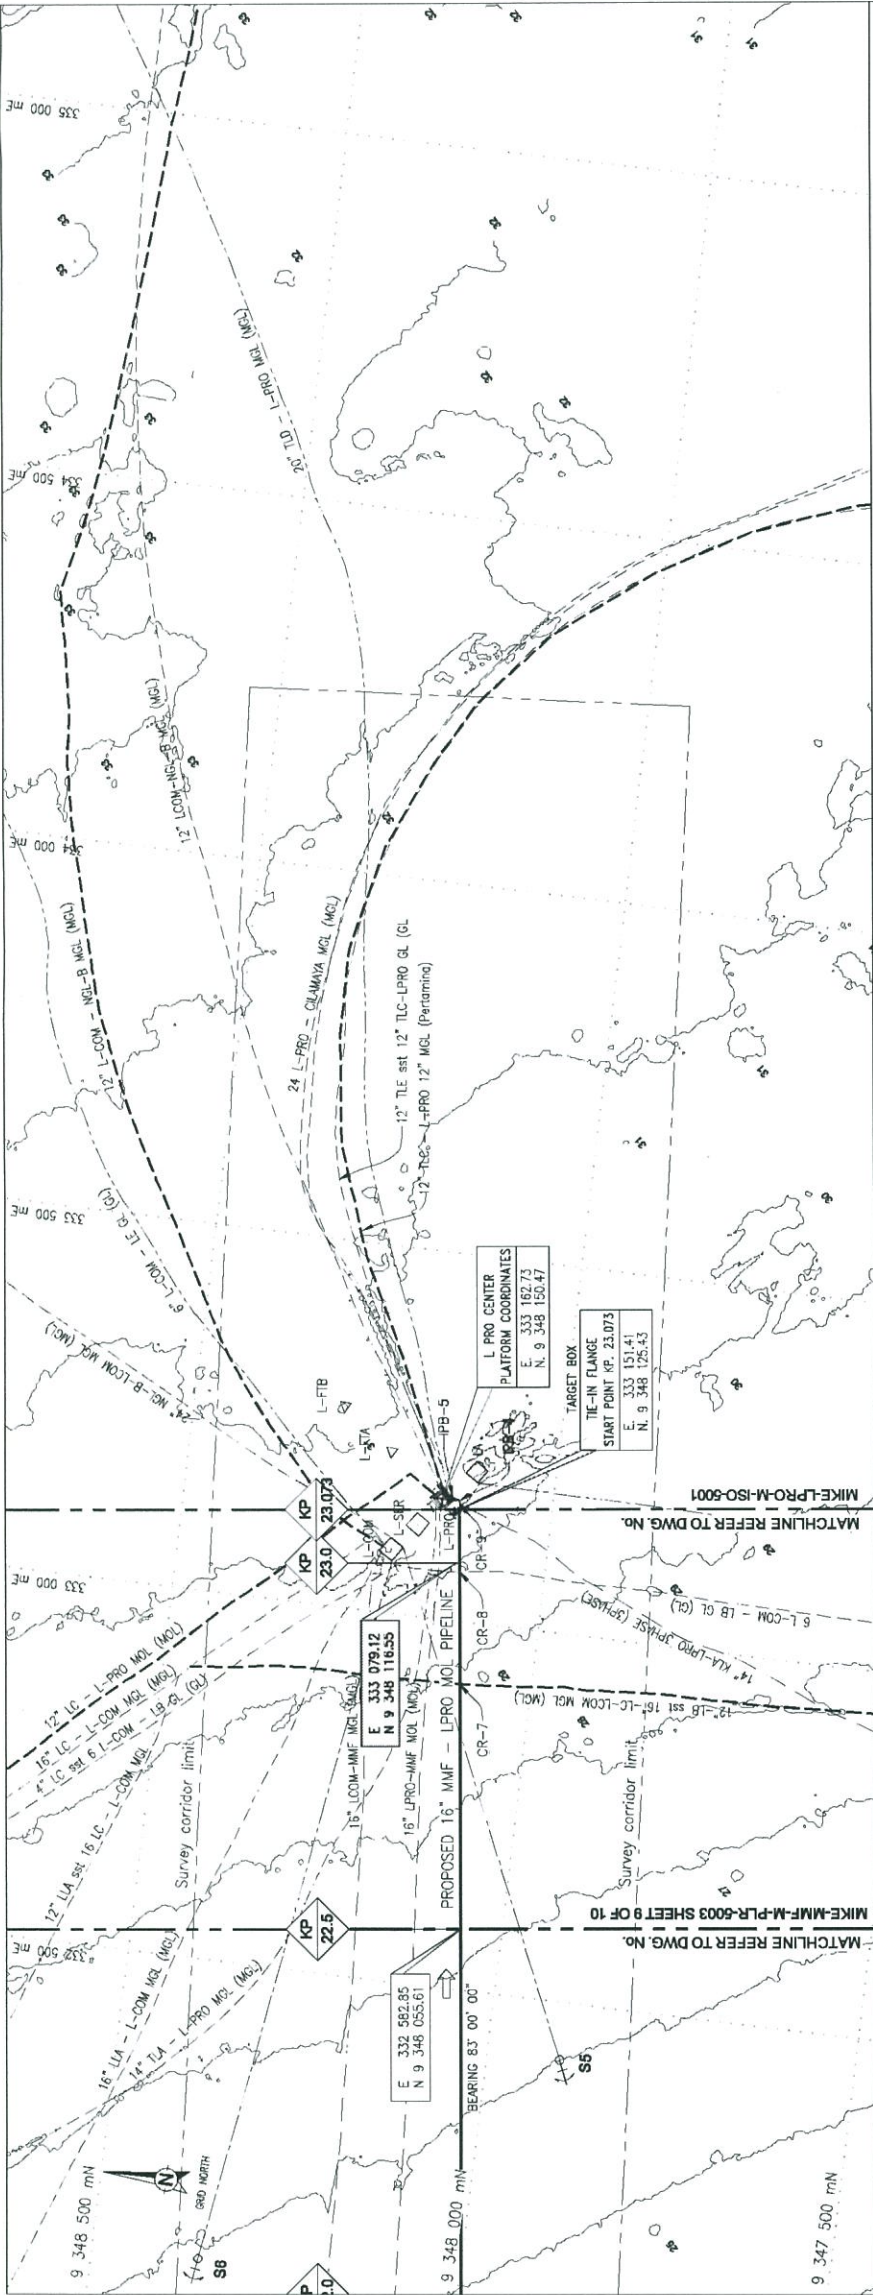 9 348 500 mN
9 348 000 mN
9 347 500 mN
332 500 mE
333 000 mE
333 500 mE
334 000 mE
334 500 mE
335 000 mE
N
GRID NORTH
S6
S5
16" LLA - L-COM MGL (MGL)
14" TLA - L-PRO MGL (MGL)
12" LLA sst 16 LC - L-COM MGL
12" LC - L-PRO MOL (MOL)
16" LC - L-COM MGL (MGL)
4" LC sst 6 L-COM - LB GL (GL)
Survey corridor limit
Survey corridor limit
KP
22.5
KP
23.0
KP
23.073
16" LCOM-MMF MGL (MGL)
16" LPRO-MMF MOL (MOL)
PROPOSED 16" MMF - LPRO MOL PIPELINE
BEARING 83° 00' 00"
E 332 582.85
N 9 348 055.61
E 333 079.12
N 9 348 116.55
MATCHLINE REFER TO DWG. No.
MIKE-MMF-M-PLR-5003 SHEET 9 OF 10
MATCHLINE REFER TO DWG. No.
MIKE-LPRO-M-ISO-5001
CR-7
CR-8
CR-9
12"-LB sst 16"-LC-LCOM MGL (MGL)
14" KLA-LPRO 3PHASE (3PHASE)
6 L-COM - LB GL (GL)
L-COM
L-SER
L-PRO
L-FTB
IPB-5
LA
L PRO CENTER
PLATFORM COORDINATES
E. 333 162.73
N. 9 348 150.47
TARGET BOX
TIE-IN FLANGE
START POINT KP. 23.073
E. 333 151.41
N. 9 348 125.43
24" NGL-B-LCOM MGL (MGL)
6" L-COM - LE GL (GL)
12" L-COM - NGL-B MGL (MGL)
12" LCOM-NGL-B MGL (MGL)
24 L-PRO - CILAMAYA MGL (MGL)
12" TLE sst 12" TLC-LPRO GL (GL
12" TLC - L-PRO 12" MGL (Pertamina)
20" TLD - L-PRO MGL (MGL)